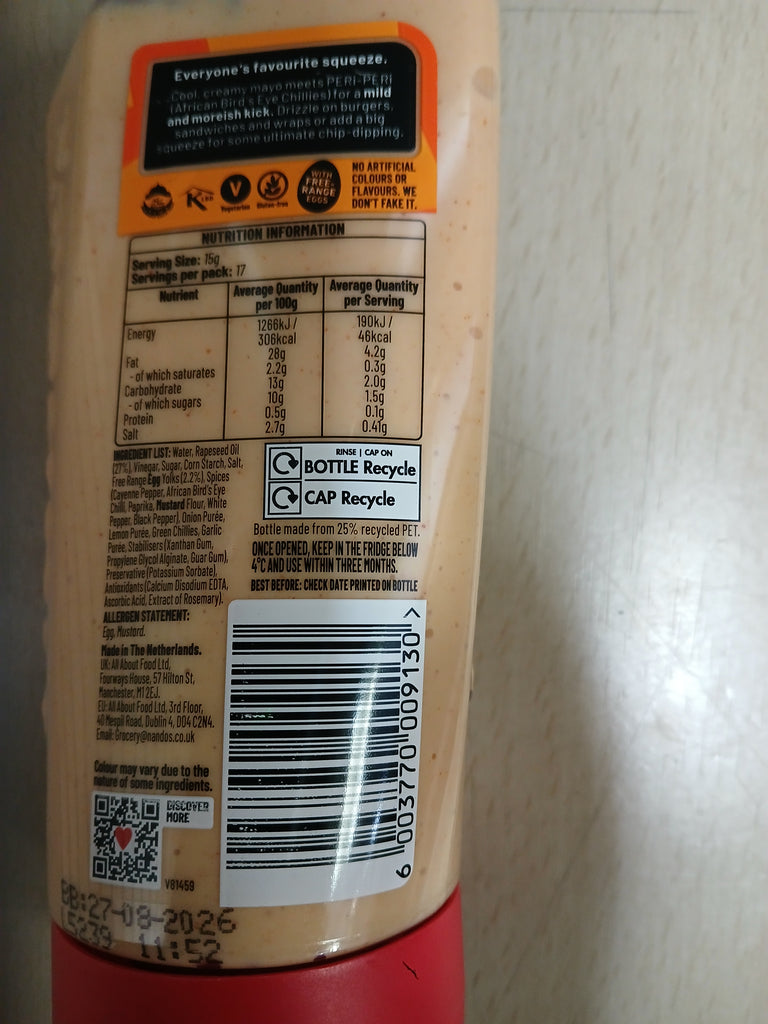 Everyone's favourite squeeze.
Cool, creamy mayo meets PERI-PERI
(African Bird's Eye Chillies) for a mild
and moreish kick. Drizzle on burgers,
sandwiches and wraps or add a big
squeeze for some ultimate chip-dipping.
Vegetarian
Gluten-free
WITH
FREE-
RANGE
EGGS
NO ARTIFICIAL
COLOURS OR
FLAVOURS. WE
DON'T FAKE IT.
NUTRITION INFORMATION
Serving Size: 15g
Servings per pack: 17
Nutrient Average Quantity per 100g Average Quantity per Serving
Energy 1266kJ / 306kcal 190kJ / 46kcal
Fat 28g 4.2g
- of which saturates 2.2g 0.3g
Carbohydrate 13g 2.0g
- of which sugars 10g 1.5g
Protein 0.5g 0.1g
Salt 2.7g 0.41g
INGREDIENT LIST: Water, Rapeseed Oil
(27%), Vinegar, Sugar, Corn Starch, Salt,
Free Range Egg Yolks (2.2%), Spices
(Cayenne Pepper, African Bird's Eye
Chilli, Paprika, Mustard Flour, White
Pepper, Black Pepper), Onion Purée,
Lemon Purée, Green Chillies, Garlic
Purée, Stabilisers (Xanthan Gum,
Propylene Glycol Alginate, Guar Gum),
Preservative (Potassium Sorbate),
Antioxidants (Calcium Disodium EDTA,
Ascorbic Acid, Extract of Rosemary).
ALLERGEN STATEMENT:
Egg, Mustard.
Made in The Netherlands.
UK: All About Food Ltd,
Fourways House, 57 Hilton St,
Manchester, M1 2EJ.
EU: All About Food Ltd, 3rd Floor,
40 Mespil Road, Dublin 4, D04 C2N4.
Email: Grocery@nandos.co.uk
Colour may vary due to the
nature of some ingredients.
DISCOVER
MORE
V81459
RINSE | CAP ON
BOTTLE Recycle
CAP Recycle
Bottle made from 25% recycled PET.
ONCE OPENED, KEEP IN THE FRIDGE BELOW
4°C AND USE WITHIN THREE MONTHS.
BEST BEFORE: CHECK DATE PRINTED ON BOTTLE
6 003770 009130 >
BB:27-08-2026
L5239 11:52